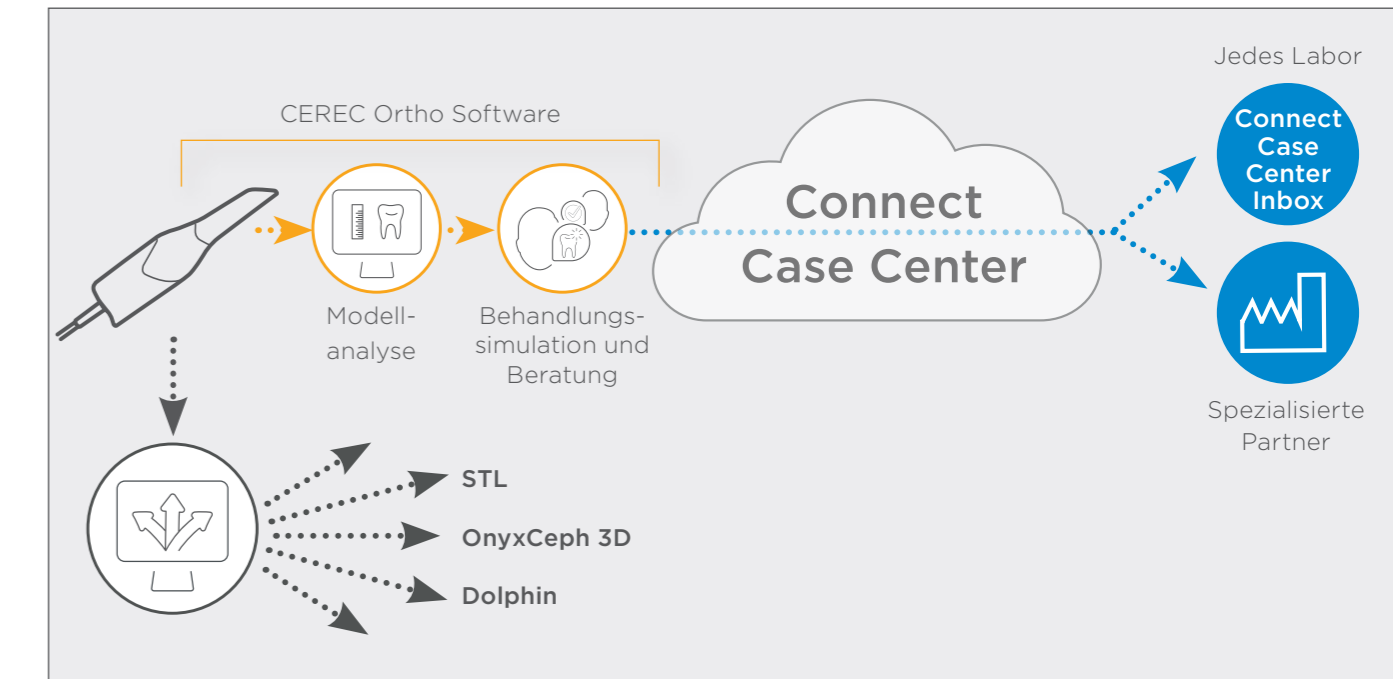 Jedes Labor
CEREC Ortho Software
Connect
Case
Center
Inbox
Connect
Case Center
Modell-
analyse
Behandlungs-
simulation und
Beratung
Spezialisierte
Partner
STL
OnyxCeph 3D
Dolphin